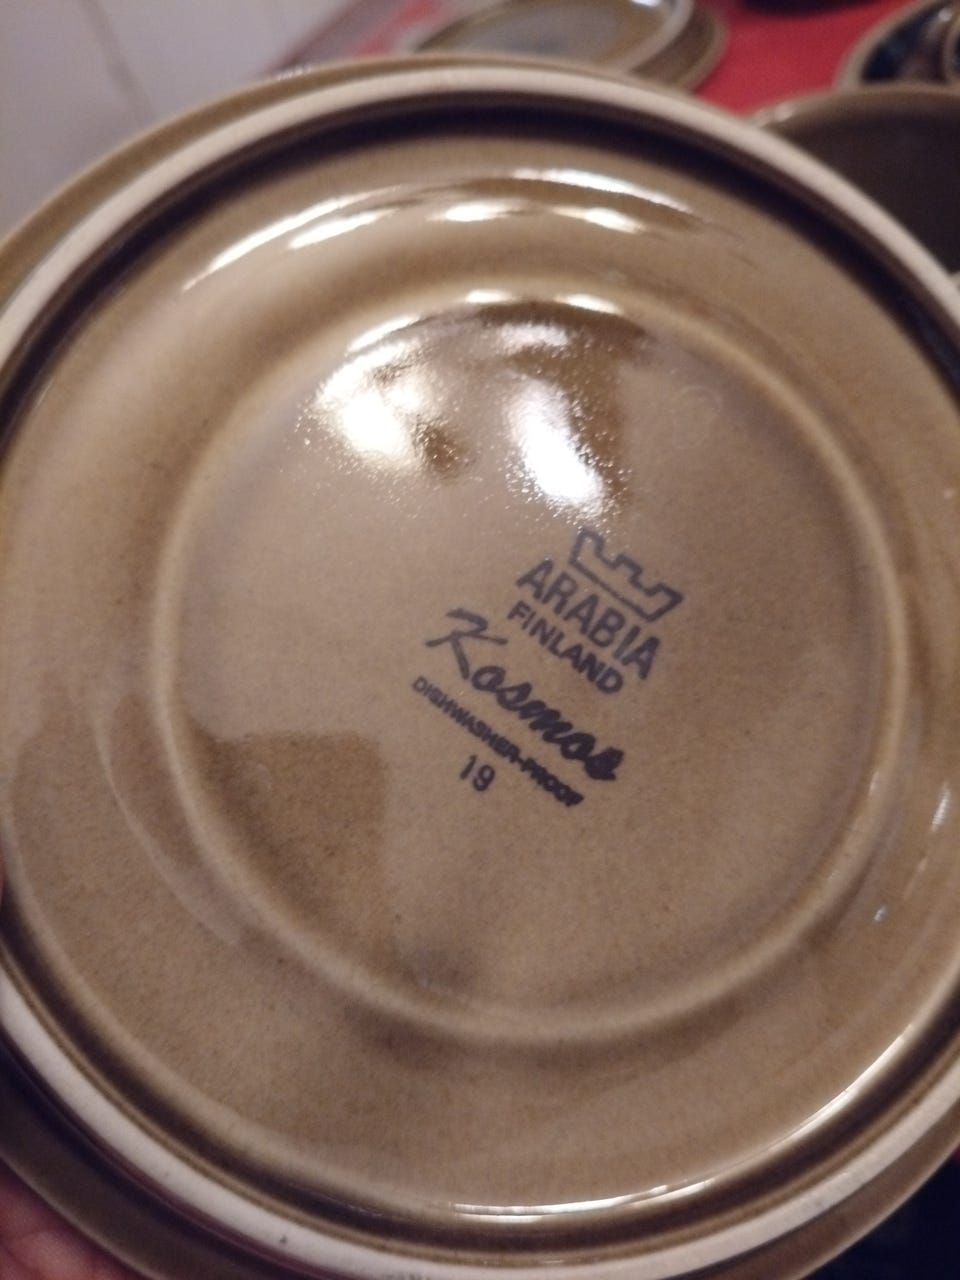 ARABIA
FINLAND
Kosmos
DISHWASHER-PROOF
19